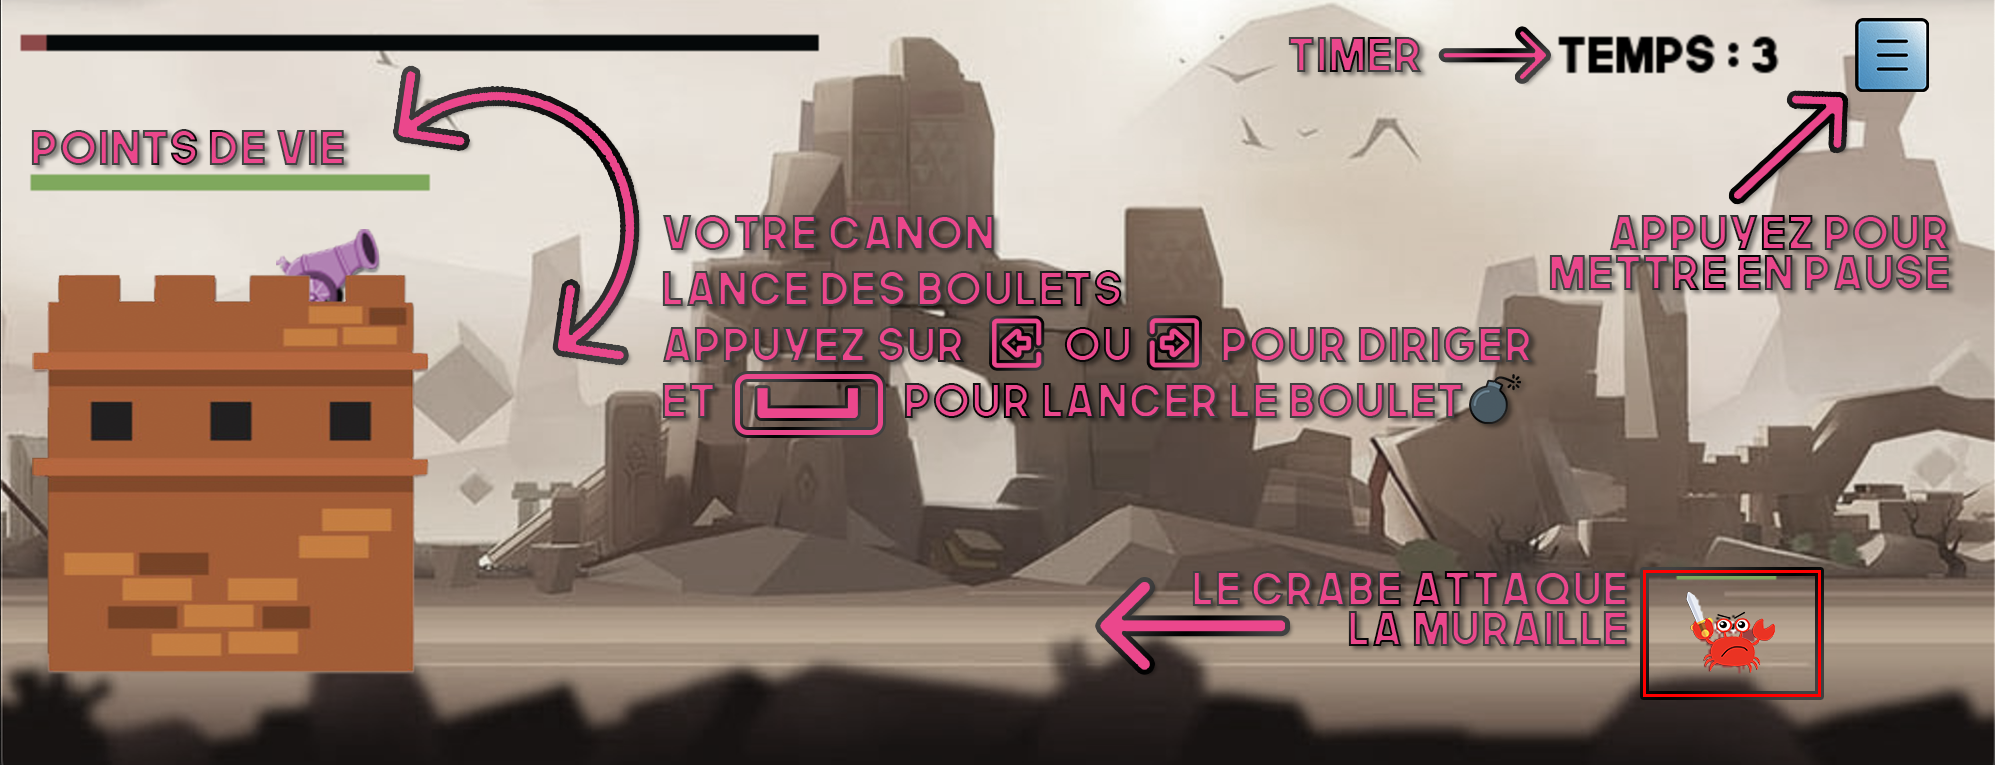 TIMER
TEMPS : 3
POINTS DE VIE
VOTRE CANON
LANCE DES BOULETS
APPUYEZ SUR OU POUR DIRIGER
ET POUR LANCER LE BOULET
APPUYEZ POUR
METTRE EN PAUSE
LE CRABE ATTAQUE
LA MURAILLE